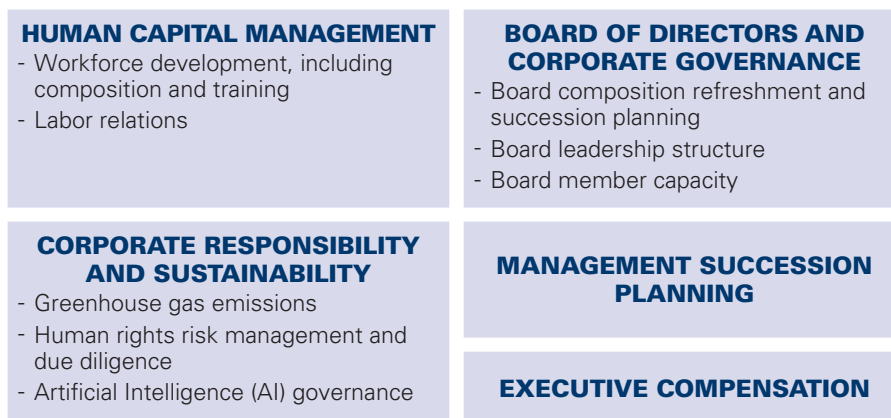 HUMAN CAPITAL MANAGEMENT
- Workforce development, including
composition and training
- Labor relations
BOARD OF DIRECTORS AND
CORPORATE GOVERNANCE
- Board composition refreshment and
succession planning
- Board leadership structure
- Board member capacity
CORPORATE RESPONSIBILITY
AND SUSTAINABILITY
- Greenhouse gas emissions
- Human rights risk management and
due diligence
- Artificial Intelligence (AI) governance
MANAGEMENT SUCCESSION
PLANNING
EXECUTIVE COMPENSATION